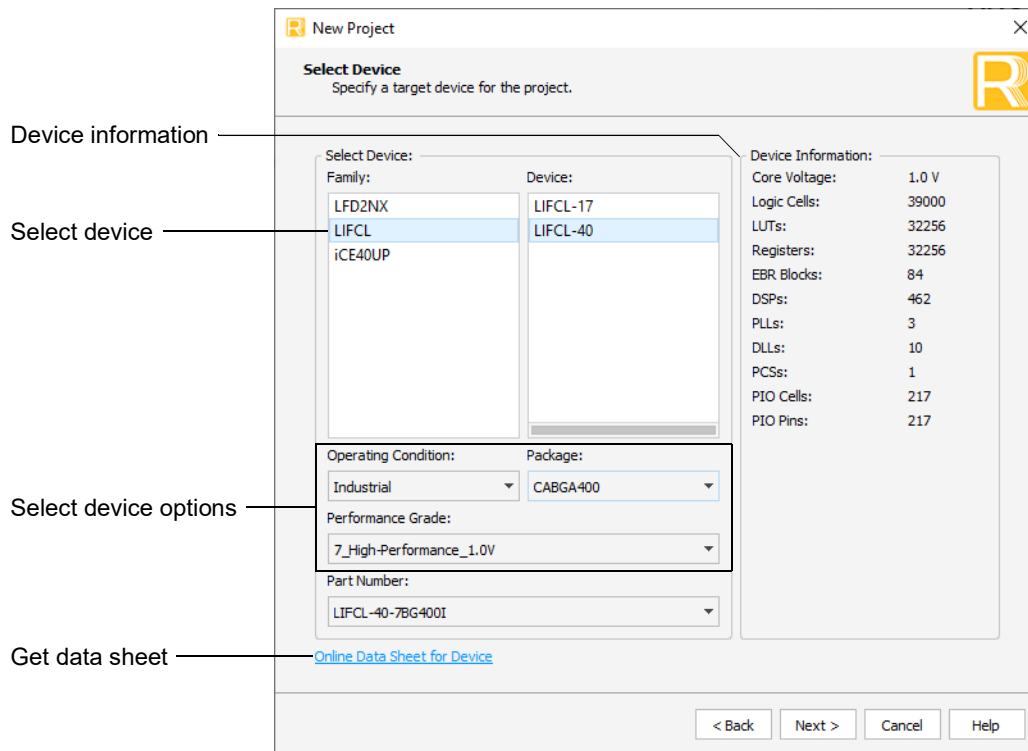 New Project
Select Device
Specify a target device for the project.
Device information
Select Device:
Family:
Device:
LFD2NX
LIFCL
iCE40UP
LIFCL-17
LIFCL-40
Device Information:
Core Voltage: 1.0 V
Logic Cells: 39000
LUTs: 32256
Registers: 32256
EBR Blocks: 84
DSPs: 462
PLLs: 3
DLLs: 10
PCSs: 1
PIO Cells: 217
PIO Pins: 217
Select device
Operating Condition:
Package:
Industrial
CABGA400
Select device options
Performance Grade:
7_High-Performance_1.0V
Part Number:
LIFCL-40-7BG400I
Get data sheet
Online Data Sheet for Device
< Back
Next >
Cancel
Help